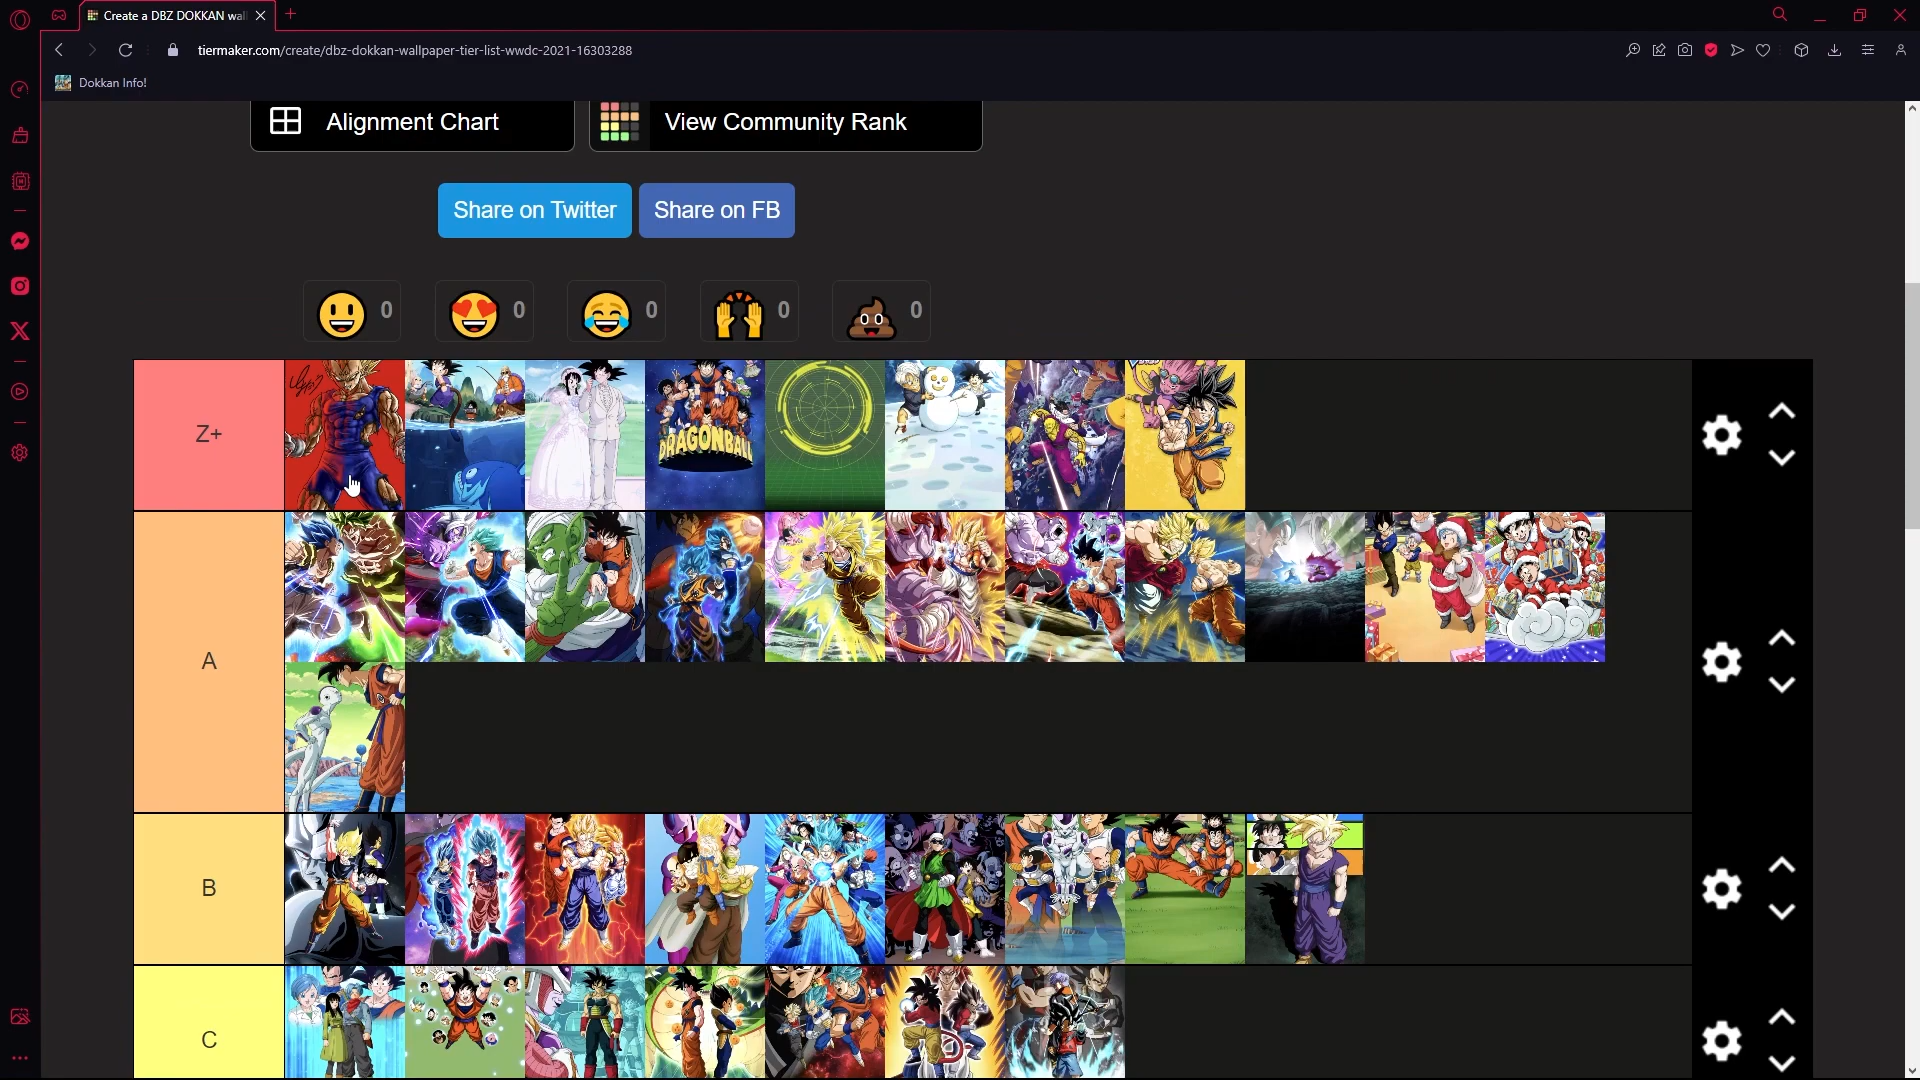 Create a DBZ DOKKAN wal
tiermaker.com/create/dbz-dokkan-wallpaper-tier-list-wwdc-2021-16303288
Dokkan Info!
Alignment Chart
View Community Rank
Share on Twitter
Share on FB
0
0
0
0
0
Z+
DRAGONBALL
A
B
C